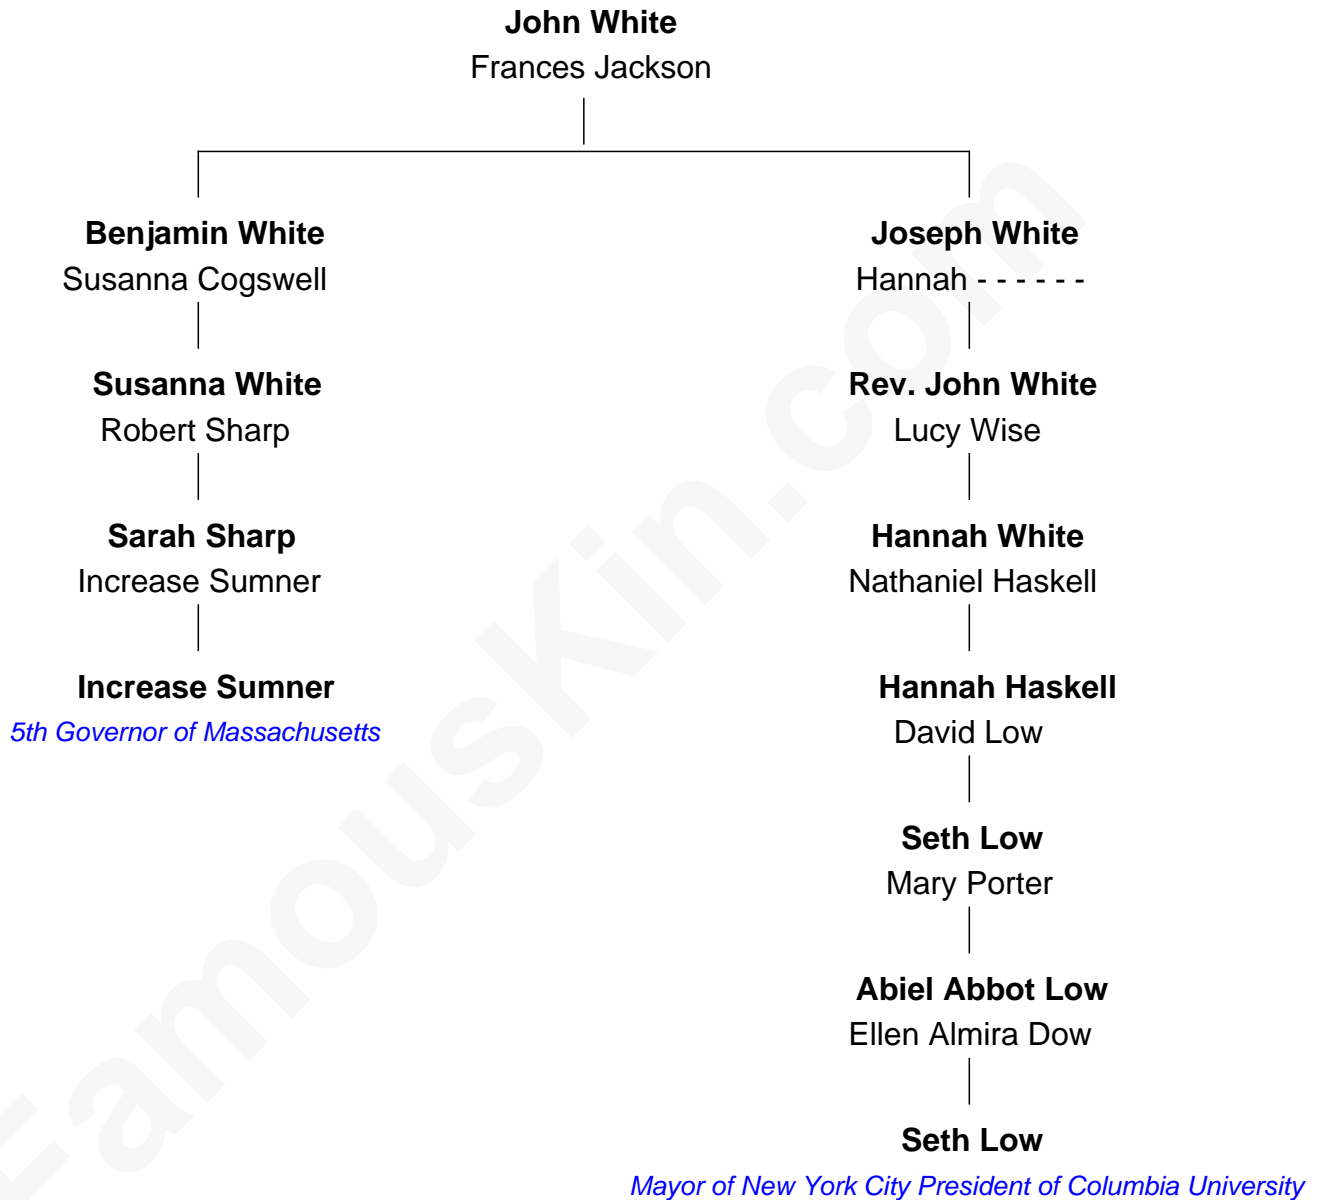 John White
Frances Jackson
Benjamin White
Susanna Cogswell
Susanna White
Robert Sharp
Sarah Sharp
Increase Sumner
Increase Sumner
5th Governor of Massachusetts
Joseph White
Hannah - - - - - -
Rev. John White
Lucy Wise
Hannah White
Nathaniel Haskell
Hannah Haskell
David Low
Seth Low
Mary Porter
Abiel Abbot Low
Ellen Almira Dow
Seth Low
Mayor of New York City President of Columbia University
FamousKin.com